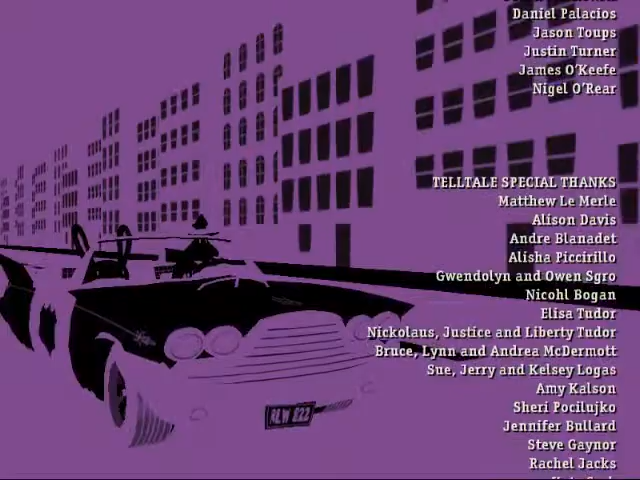 Daniel Palacios
Jason Toups
Justin Turner
James O'Keefe
Nigel O'Rear
TELLTALE SPECIAL THANKS
Matthew Le Merle
Alison Davis
Andre Blanadet
Alisha Piccirillo
Gwendolyn and Owen Sgro
Nicohl Bogan
Elisa Tudor
Nickolaus, Justice and Liberty Tudor
Bruce, Lynn and Andrea McDermott
Sue, Jerry and Kelsey Logas
Amy Kalson
Sheri Pocilujko
Jennifer Bullard
Steve Gaynor
Rachel Jacks
RLW 822